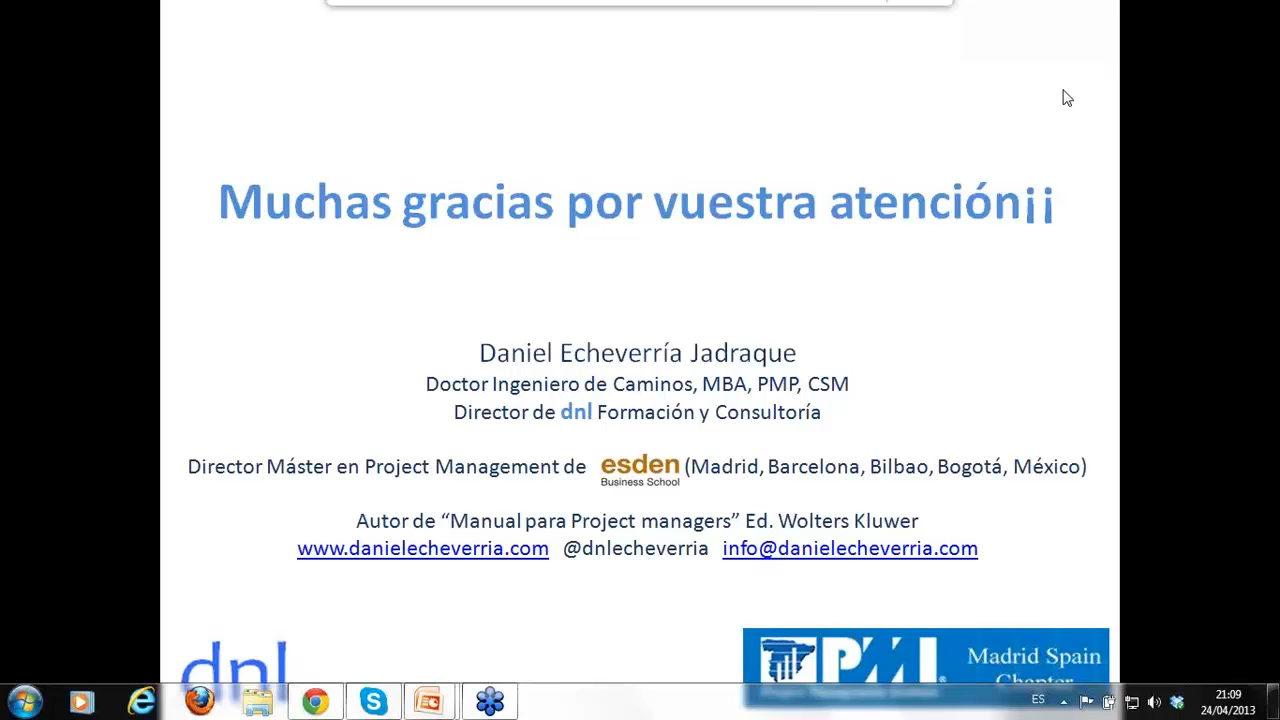 Muchas gracias por vuestra atención¡¡
Daniel Echeverría Jadraque
Doctor Ingeniero de Caminos, MBA, PMP, CSM
Director de dnl Formación y Consultoría
Director Máster en Project Management de esden Business School (Madrid, Barcelona, Bilbao, Bogotá, México)
Autor de “Manual para Project managers” Ed. Wolters Kluwer
www.danielecheverria.com @dnlecheverria info@danielecheverria.com
dnl
PMI®
Madrid Spain
Chapter
ES
21:09
24/04/2013